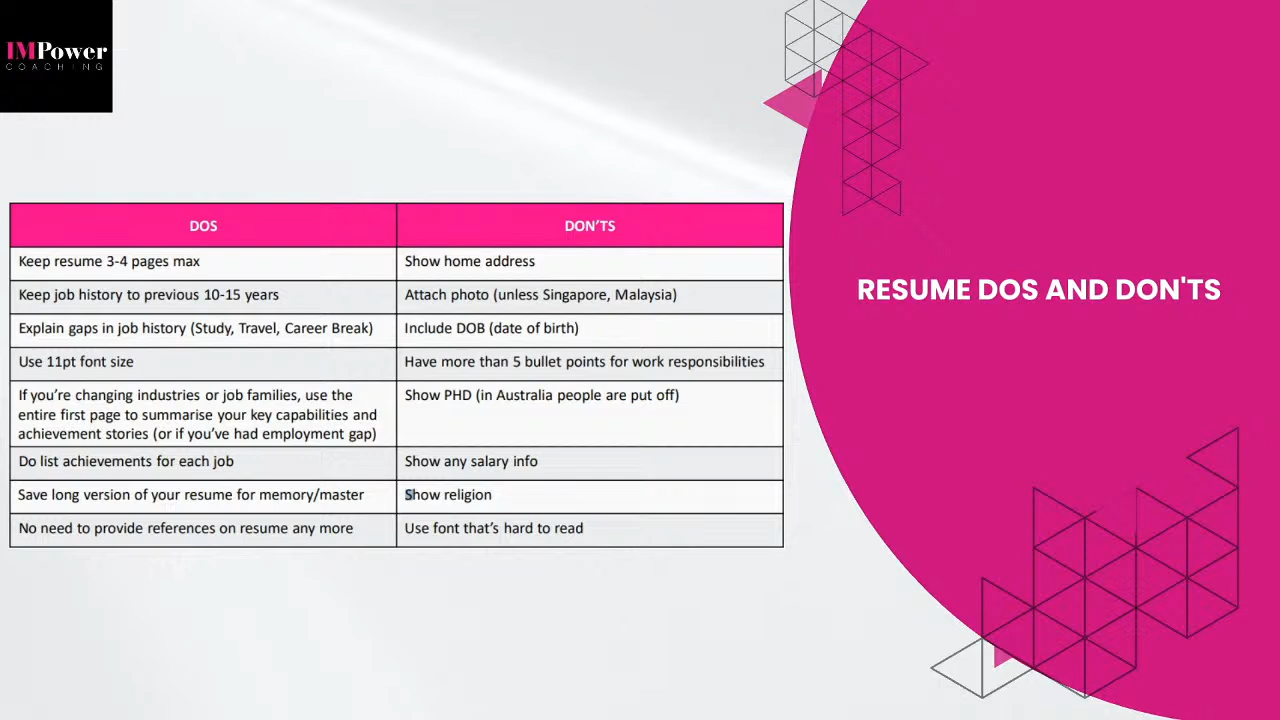 IMPower
COACHING
DOS
DON'TS
Keep resume 3-4 pages max
Show home address
Keep job history to previous 10-15 years
Attach photo (unless Singapore, Malaysia)
Explain gaps in job history (Study, Travel, Career Break)
Include DOB (date of birth)
Use 11pt font size
Have more than 5 bullet points for work responsibilities
If you're changing industries or job families, use the
entire first page to summarise your key capabilities and
achievement stories (or if you've had employment gap)
Show PHD (in Australia people are put off)
Do list achievements for each job
Show any salary info
Save long version of your resume for memory/master
Show religion
No need to provide references on resume any more
Use font that's hard to read
RESUME DOS AND DON'TS